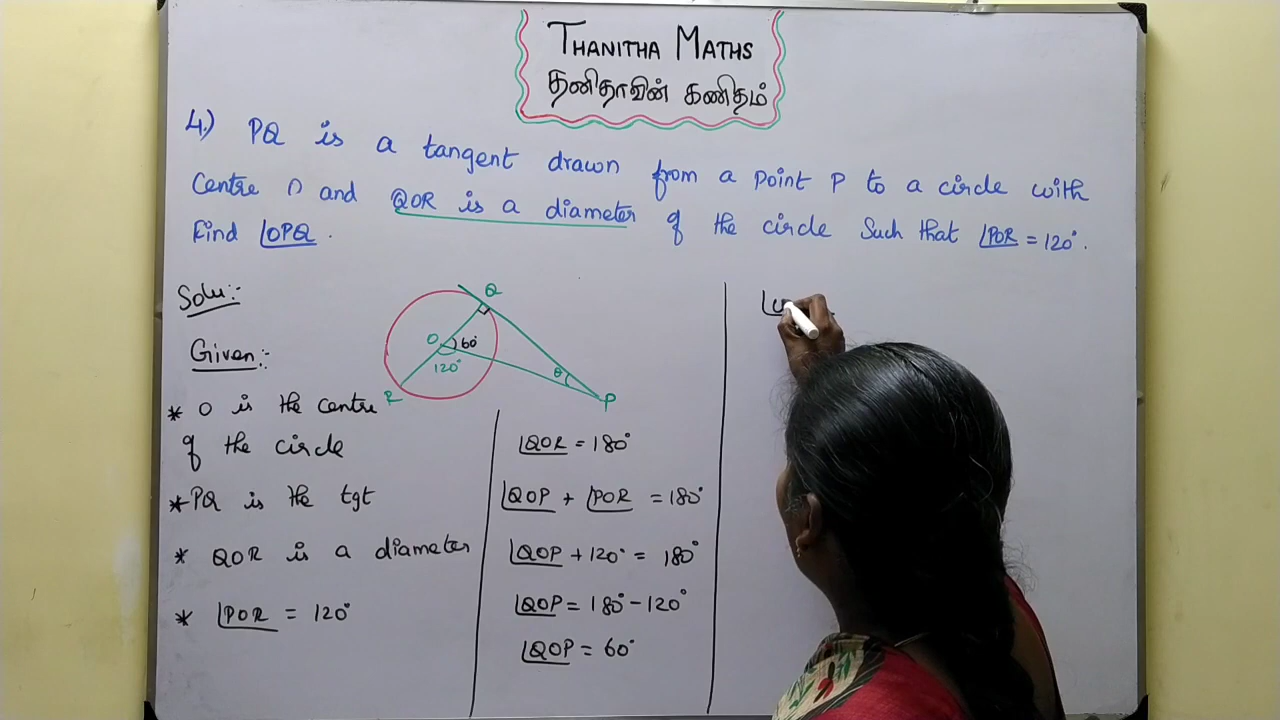 THANITHA MATHS
தனிதாவின் கணிதம்
4.) PQ is a tangent drawn from a point P to a circle with
Centre O and QOR is a diameter of the circle Such that ∠POR = 120°.
Find ∠OPQ.
Solu:-
Given:-
* O is the centre
of the circle
* PQ is the tgt
* QOR is a diameter
* ∠POR = 120°
Q
O
60°
120°
θ
R
P
∠QOR = 180°
∠QOP + ∠POR = 180°
∠QOP + 120° = 180°
∠QOP = 180° - 120°
∠QOP = 60°